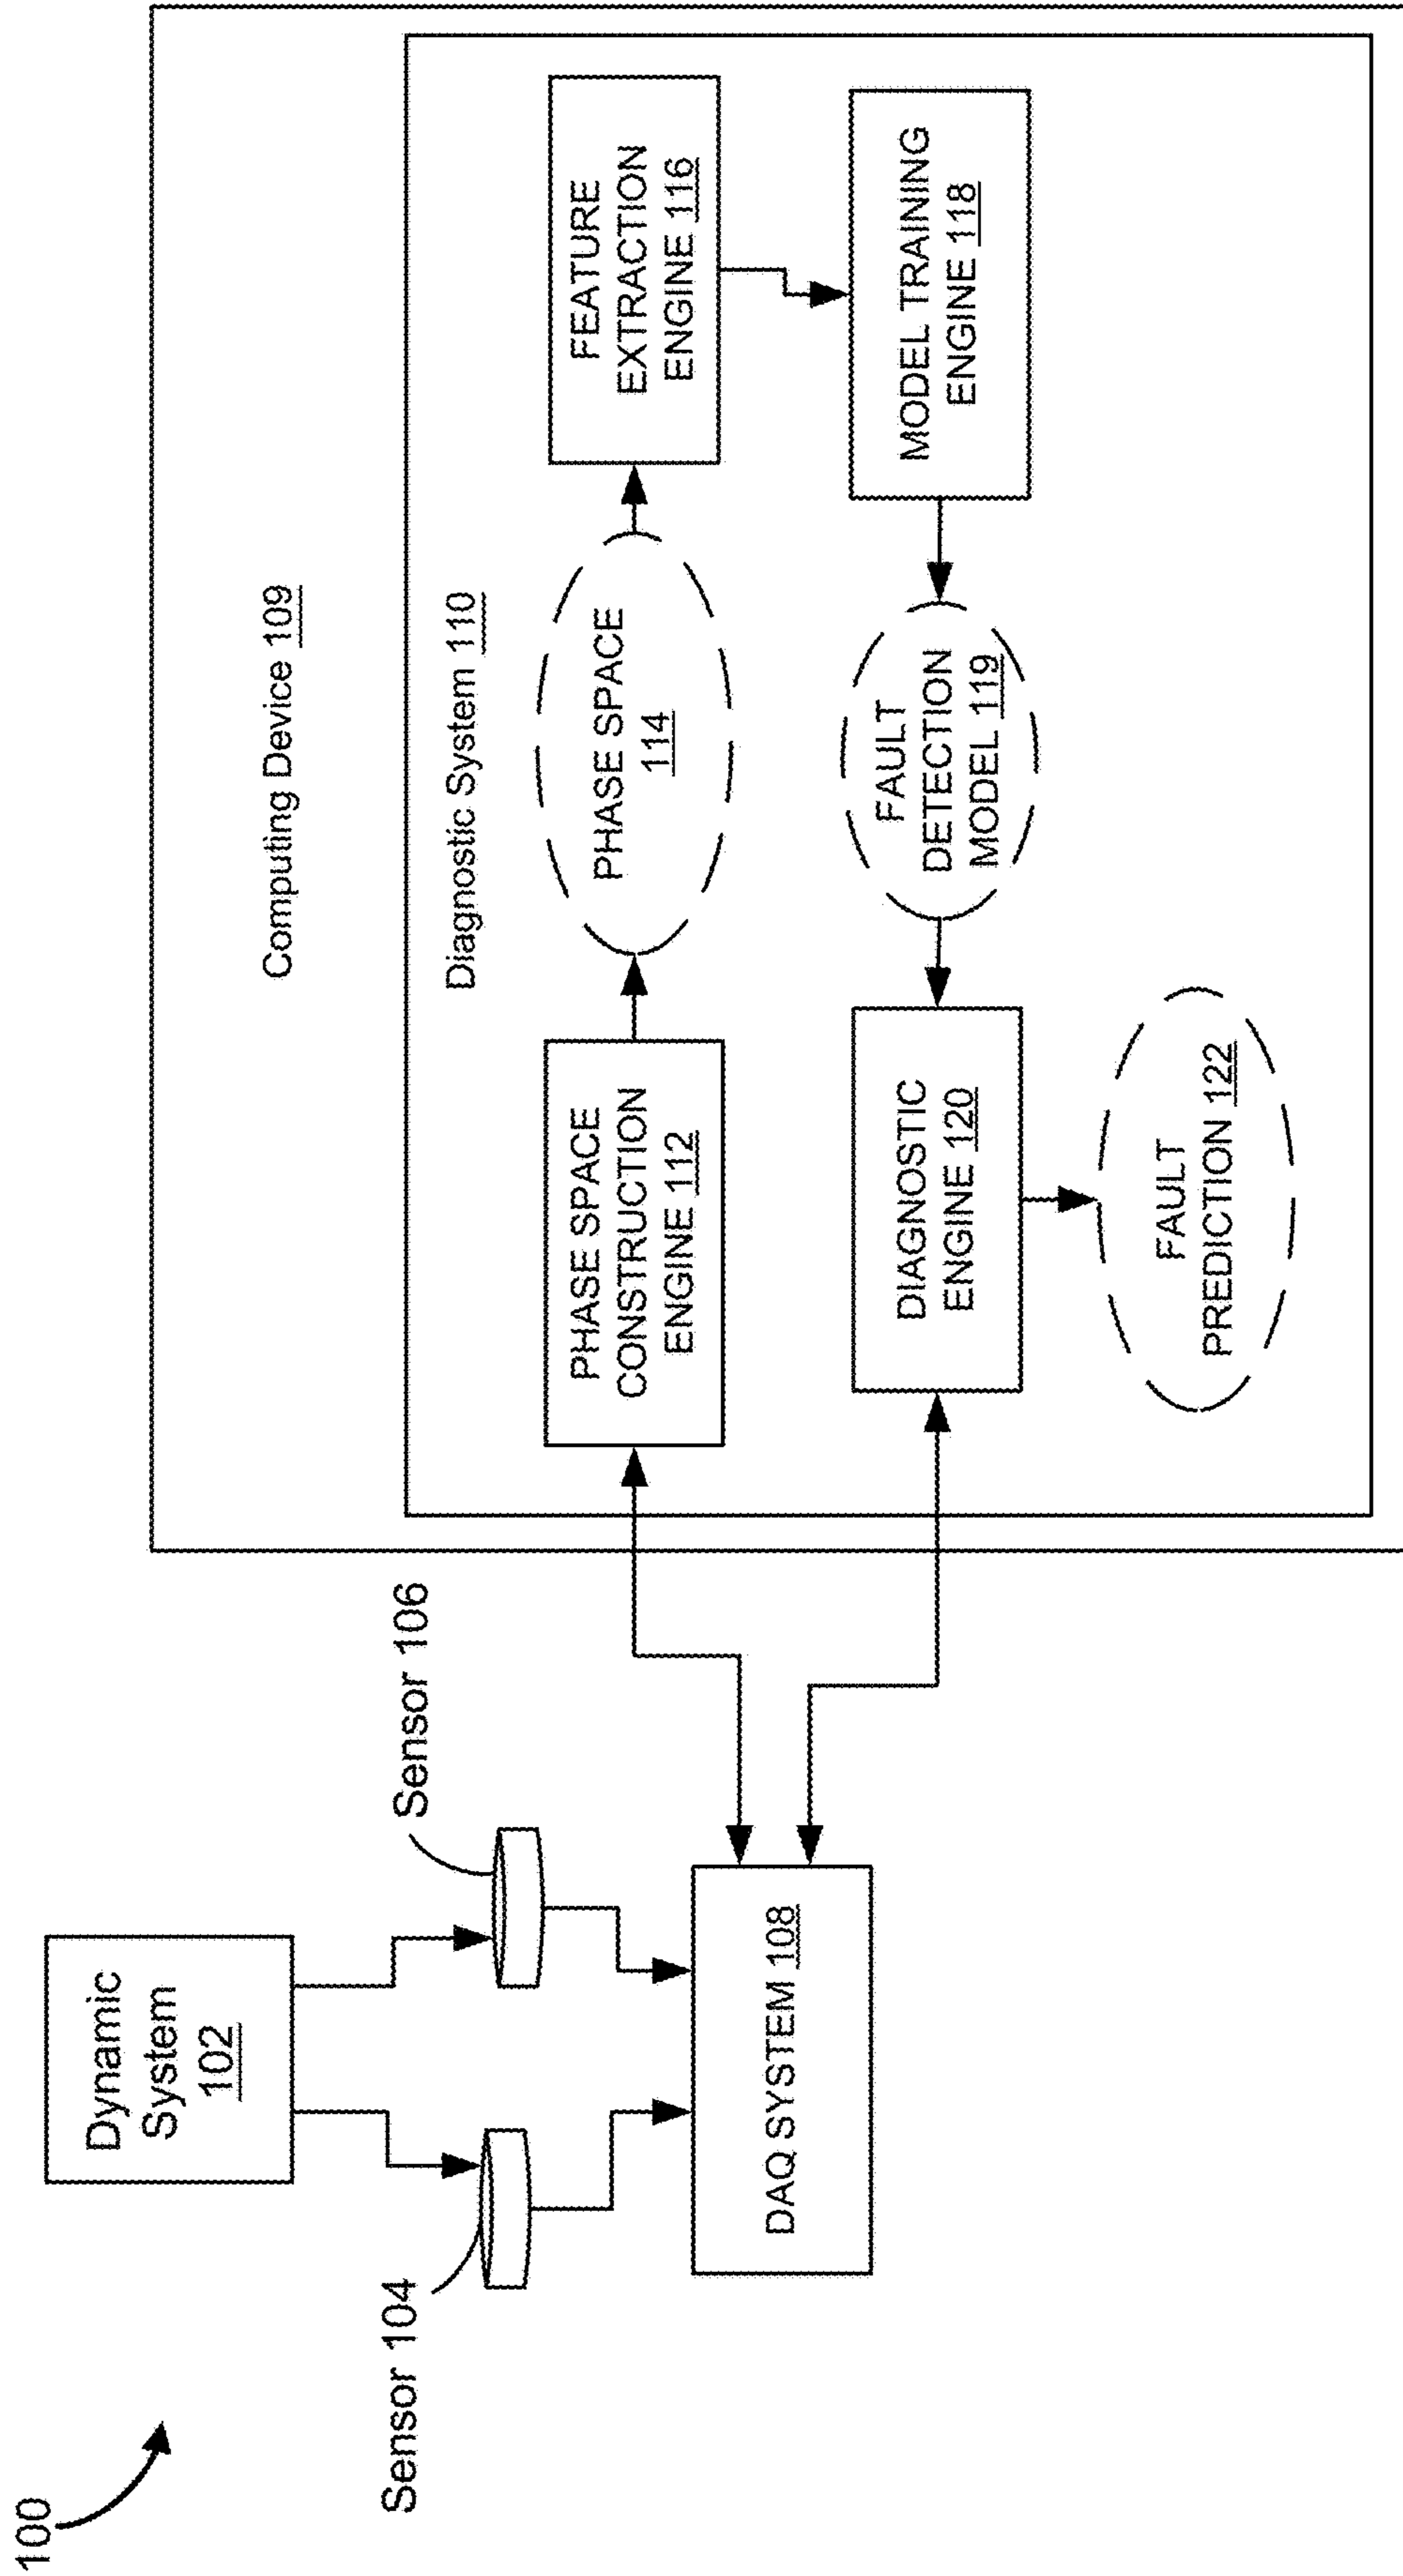 100
Dynamic
System
102
Sensor 104
Sensor 106
DAQ SYSTEM 108
Computing Device 109
Diagnostic System 110
PHASE SPACE
CONSTRUCTION
ENGINE 112
PHASE SPACE
114
FEATURE
EXTRACTION
ENGINE 116
MODEL TRAINING
ENGINE 118
FAULT
DETECTION
MODEL 119
DIAGNOSTIC
ENGINE 120
FAULT
PREDICTION 122